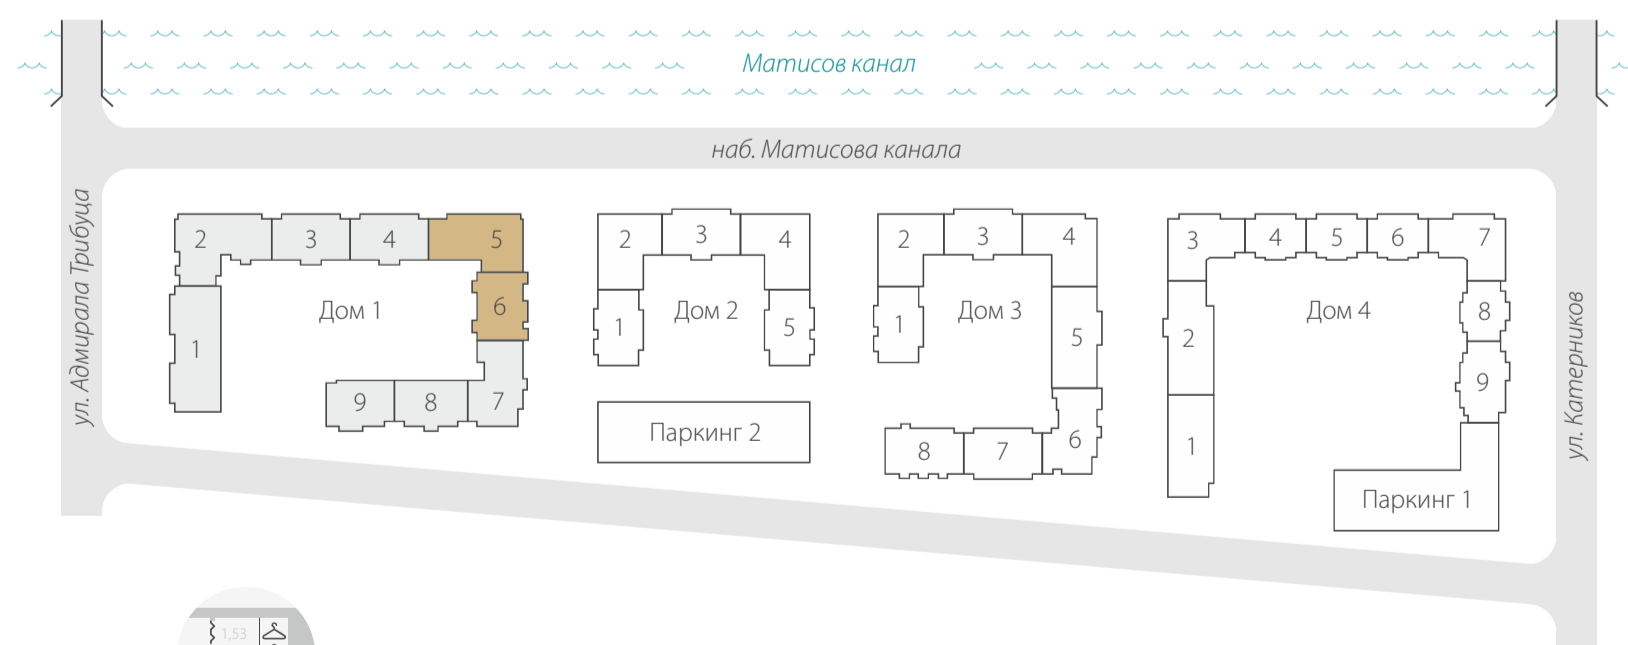 Матисов канал
наб. Матисова канала
ул. Адмирала Трибуца
2 3 4 5
6
Дом 1
1
9 8 7
2 3 4
Дом 2
1 5
Паркинг 2
2 3 4
Дом 3
1
5
6
8 7
3 4 5 6 7
Дом 4
8
2
9
1
Паркинг 1
ул. Катерников
1,53